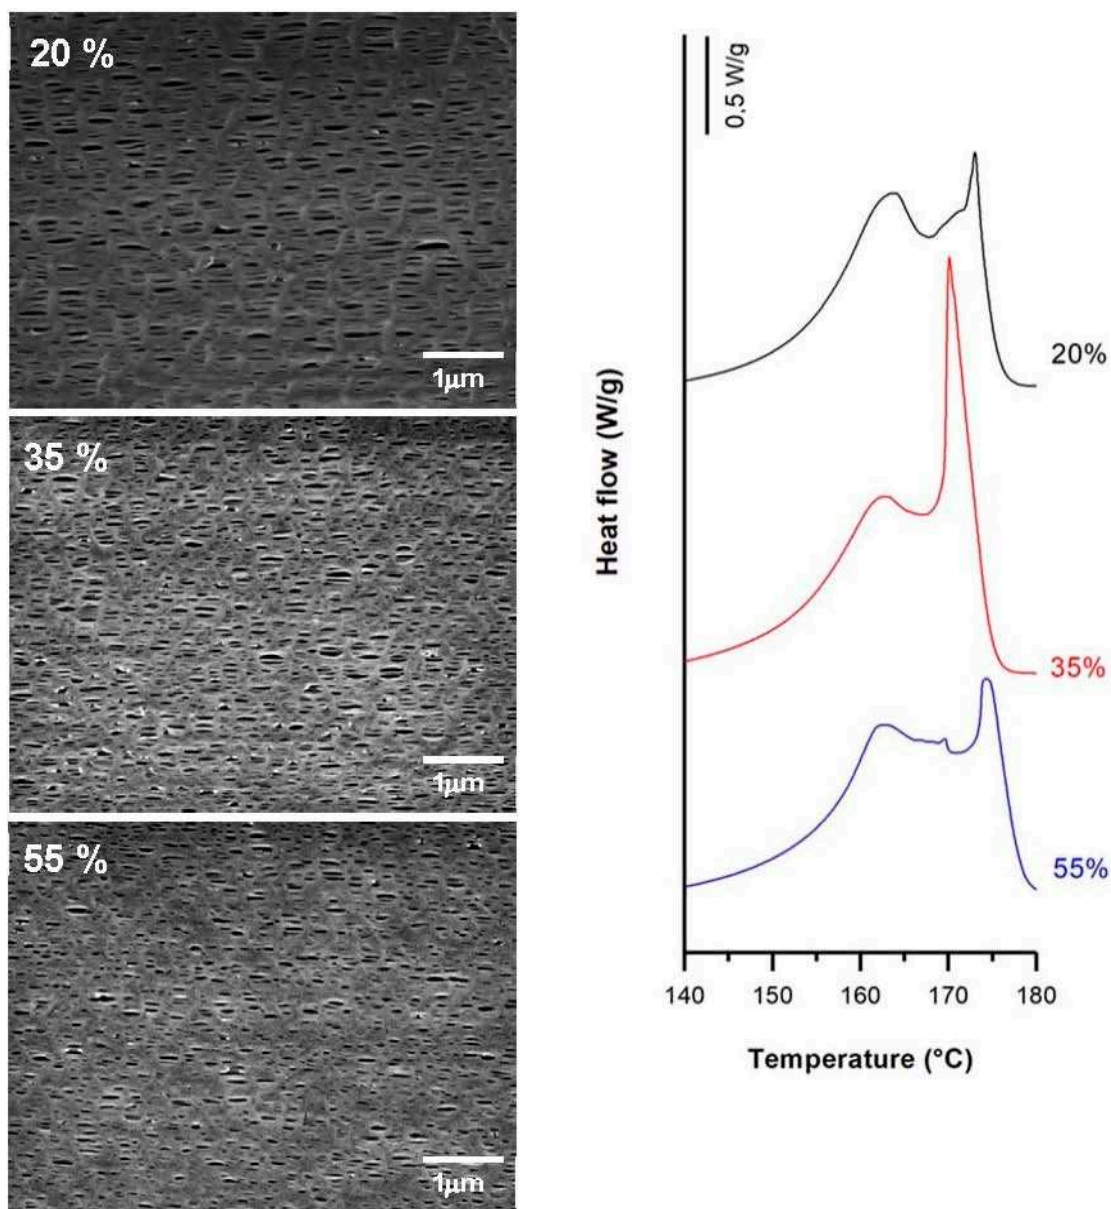 20 %
1µm
35 %
1µm
55 %
1µm
0,5 W/g
Heat flow (W/g)
20%
35%
55%
140 150 160 170 180
Temperature (°C)